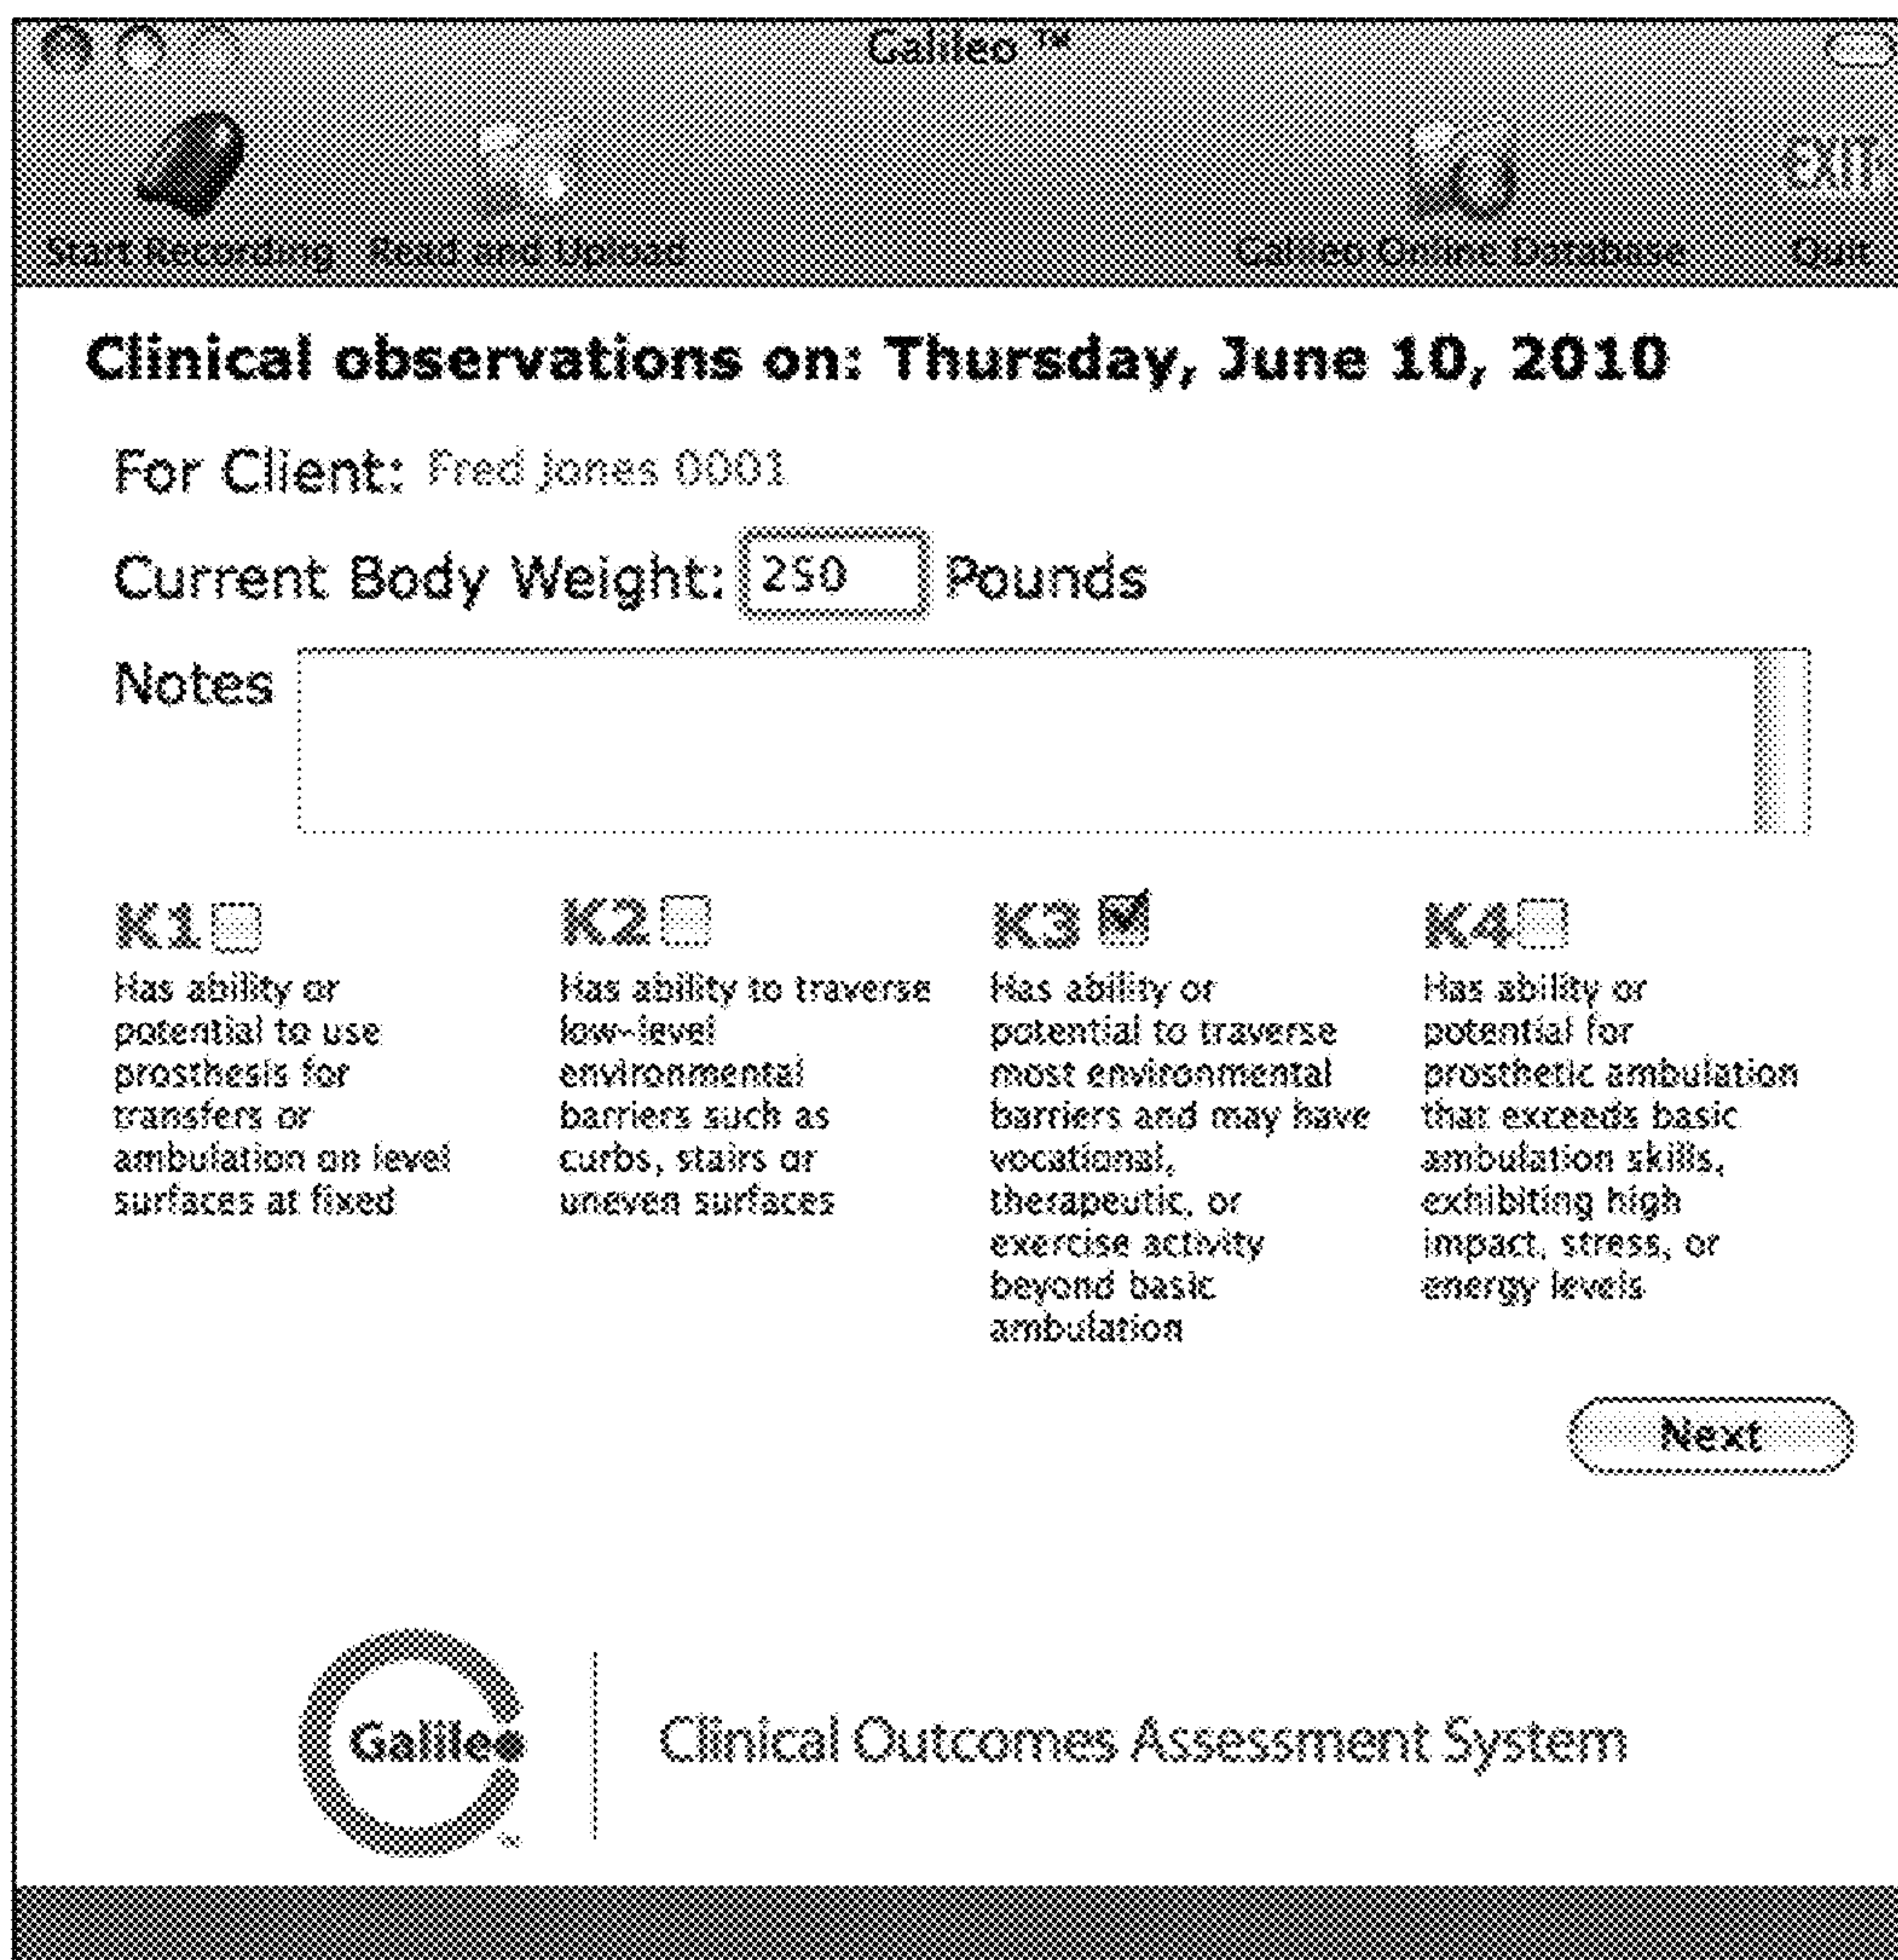 Galileo ™
EXIT
Start Recording Read and Upload Galileo Online Database Quit
Clinical observations on: Thursday, June 10, 2010
For Client: Fred Jones 0001
Current Body Weight: 250 Pounds
Notes
K1
Has ability or
potential to use
prosthesis for
transfers or
ambulation on level
surfaces at fixed
K2
Has ability to traverse
low-level
environmental
barriers such as
curbs, stairs or
uneven surfaces
K3
Has ability or
potential to traverse
most environmental
barriers and may have
vocational,
therapeutic, or
exercise activity
beyond basic
ambulation
K4
Has ability or
potential for
prosthetic ambulation
that exceeds basic
ambulation skills,
exhibiting high
impact, stress, or
energy levels
Next
Galileo
™
Clinical Outcomes Assessment System